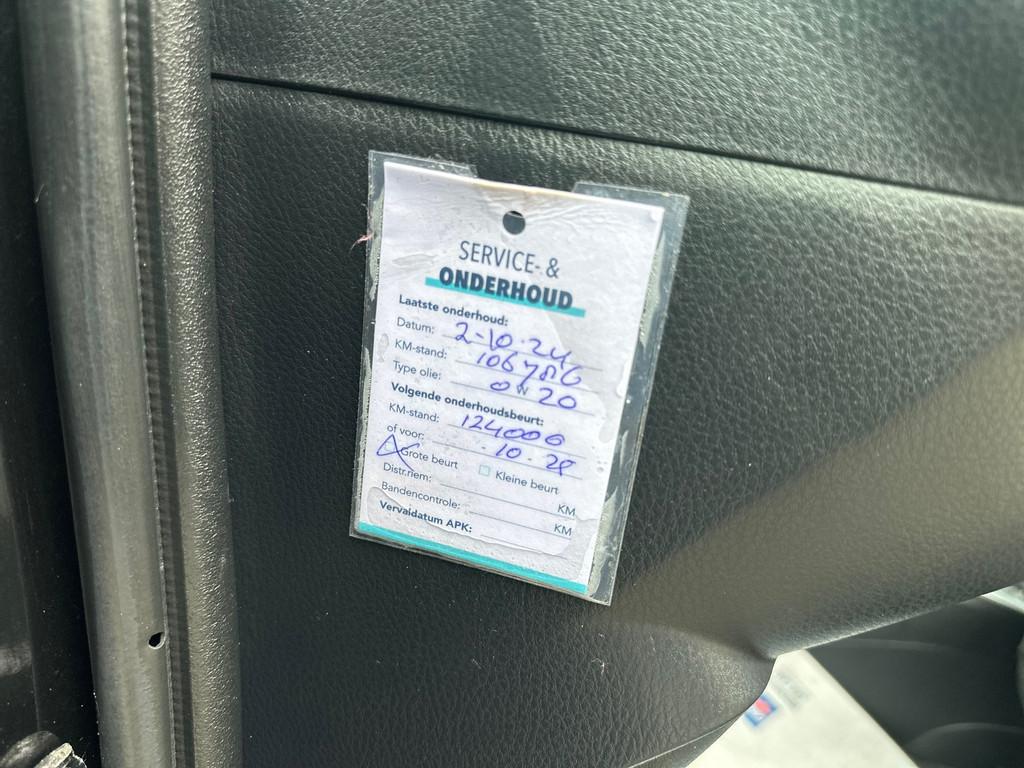 SERVICE- &
ONDERHOUD
Laatste onderhoud:
Datum: 2-10-24
KM-stand: 106786
Type olie: 0W20
Volgende onderhoudsbeurt:
KM-stand: 124000
of voor: -10-28
Grote beurt Kleine beurt
Distr.riem: KM
Bandencontrole: KM
Vervaldatum APK: